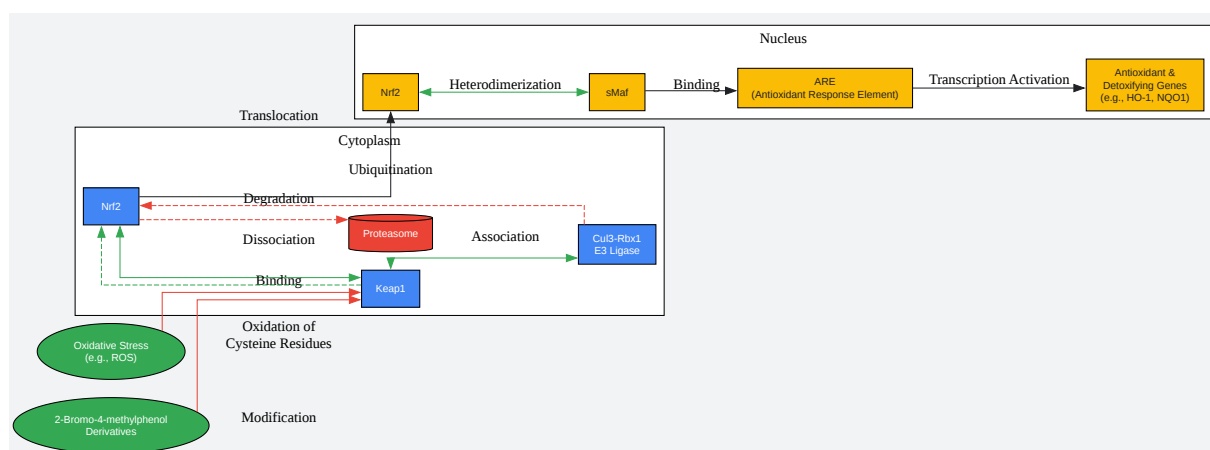 Nucleus
Nrf2
Heterodimerization
sMaf
Binding
ARE
(Antioxidant Response Element)
Transcription Activation
Antioxidant &
Detoxifying Genes
(e.g., HO-1, NQO1)
Translocation
Cytoplasm
Ubiquitination
Nrf2
Degradation
Proteasome
Dissociation
Association
Cul3-Rbx1
E3 Ligase
Binding
Keap1
Oxidation of
Cysteine Residues
Oxidative Stress
(e.g., ROS)
2-Bromo-4-methylphenol
Derivatives
Modification